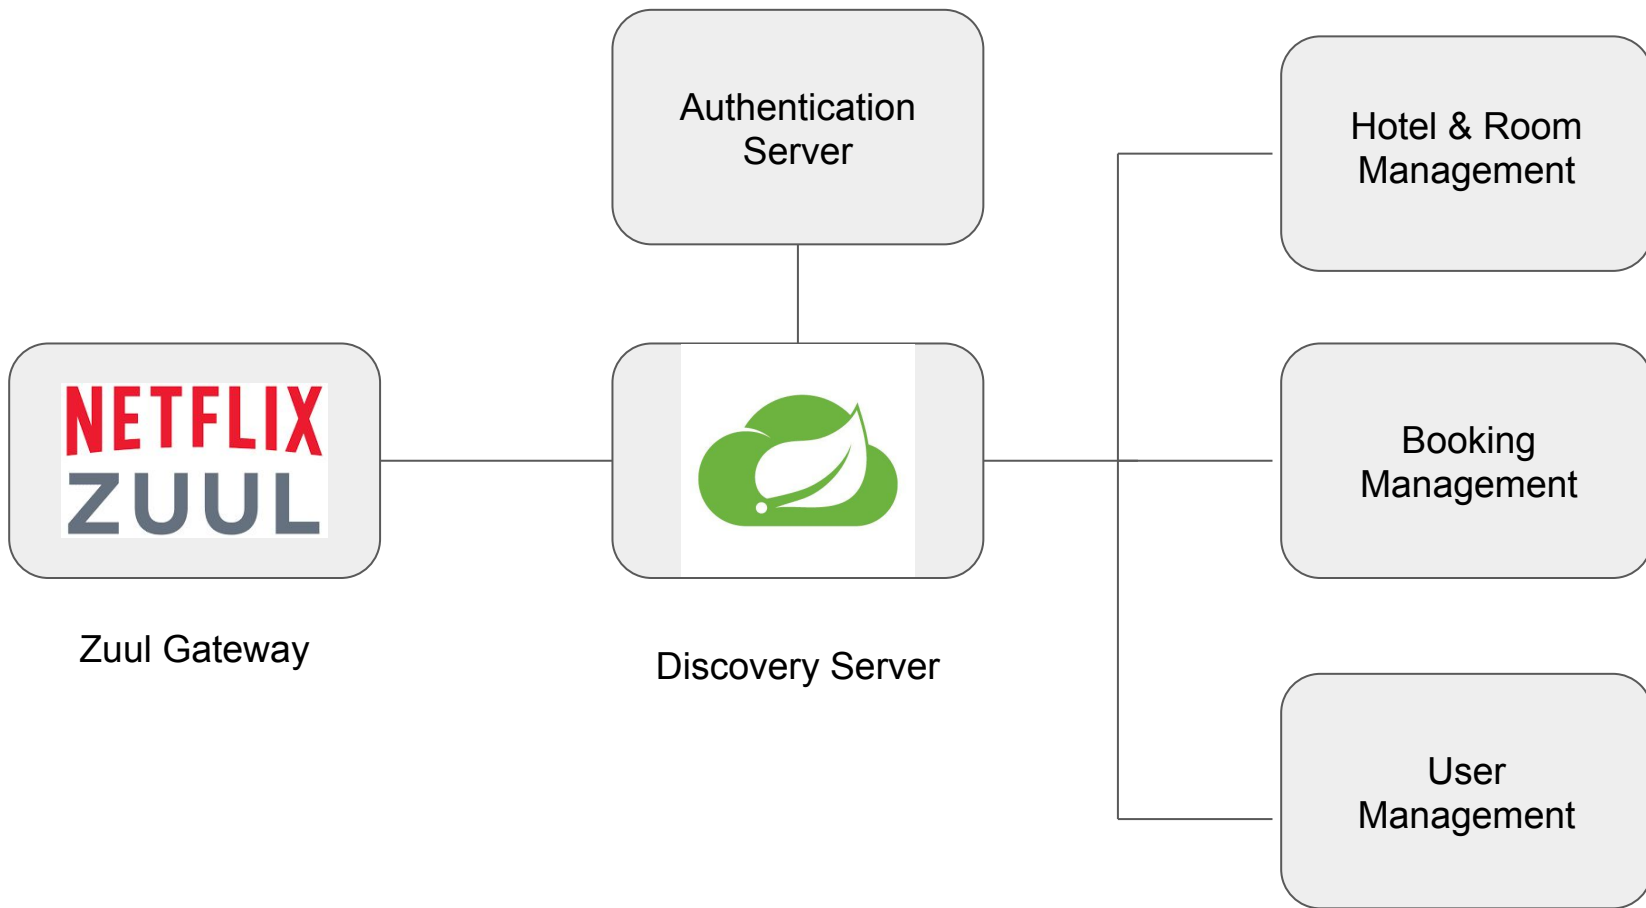 Authentication
Server
Hotel & Room
Management
NETFLIX
ZUUL
Booking
Management
Zuul Gateway
Discovery Server
User
Management